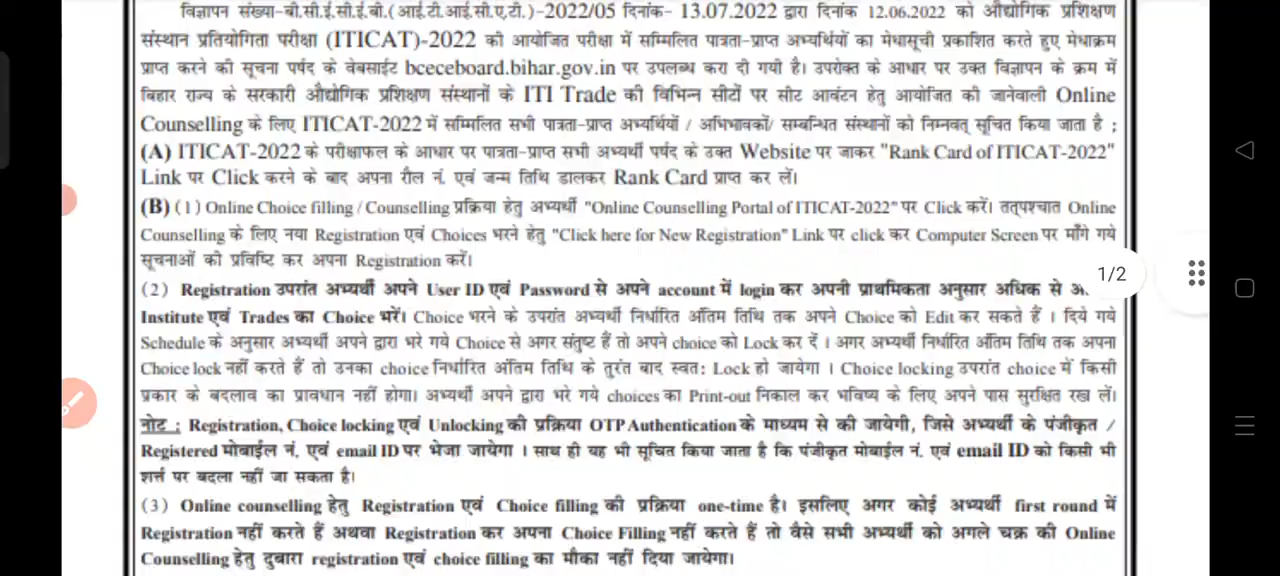 विज्ञापन संख्या-बी.सी.ई.सी.ई.बी.(आई.टी.आई.सी.ए.टी.)-2022/05 दिनांक- 13.07.2022 द्वारा दिनांक 12.06.2022 को औद्योगिक प्रशिक्षण
संस्थान प्रतियोगिता परीक्षा (ITICAT)-2022 की आयोजित परीक्षा में सम्मिलित पात्रता-प्राप्त अभ्यर्थियों का मेधासूची प्रकाशित करते हुए मेधाक्रम
प्राप्त करने की सूचना पर्षद के वेबसाईट bceceboard.bihar.gov.in पर उपलब्ध करा दी गयी है। उपरोक्त के आधार पर उक्त विज्ञापन के क्रम में
बिहार राज्य के सरकारी औद्योगिक प्रशिक्षण संस्थानों के ITI Trade की विभिन्न सीटों पर सीट आवंटन हेतु आयोजित की जानेवाली Online
Counselling के लिए ITICAT-2022 में सम्मिलित सभी पात्रता-प्राप्त अभ्यर्थियों / अभिभावकों/ सम्बन्धित संस्थानों को निम्नवत् सूचित किया जाता है ;
(A) ITICAT-2022 के परीक्षाफल के आधार पर पात्रता-प्राप्त सभी अभ्यर्थी पर्षद के उक्त Website पर जाकर "Rank Card of ITICAT-2022"
Link पर Click करने के बाद अपना रौल नं. एवं जन्म तिथि डालकर Rank Card प्राप्त कर लें।
(B) (1) Online Choice filling / Counselling प्रक्रिया हेतु अभ्यर्थी "Online Counselling Portal of ITICAT-2022" पर Click करें। तत्पश्चात Online
Counselling के लिए नया Registration एवं Choices भरने हेतु "Click here for New Registration" Link पर click कर Computer Screen पर माँगे गये
सूचनाओं की प्रविष्टि कर अपना Registration करें।
1/2
(2) Registration उपरांत अभ्यर्थी अपने User ID एवं Password से अपने account में login कर अपनी प्राथमिकता अनुसार अधिक से
Institute एवं Trades का Choice भरें। Choice भरने के उपरांत अभ्यर्थी निर्धारित अंतिम तिथि तक अपने Choice को Edit कर सकते हैं । दिये गये
Schedule के अनुसार अभ्यर्थी अपने द्वारा भरे गये Choice से अगर संतुष्ट हैं तो अपने choice को Lock कर दें । अगर अभ्यर्थी निर्धारित अंतिम तिथि तक अपना
Choice lock नहीं करते हैं तो उनका choice निर्धारित अंतिम तिथि के तुरंत बाद स्वत: Lock हो जायेगा । Choice locking उपरांत choice में किसी
प्रकार के बदलाव का प्रावधान नहीं होगा। अभ्यर्थी अपने द्वारा भरे गये choices का Print-out निकाल कर भविष्य के लिए अपने पास सुरक्षित रख लें।
नोट : Registration, Choice locking एवं Unlocking की प्रक्रिया OTP Authentication के माध्यम से की जायेगी, जिसे अभ्यर्थी के पंजीकृत /
Registered मोबाईल नं. एवं email ID पर भेजा जायेगा । साथ ही यह भी सूचित किया जाता है कि पंजीकृत मोबाईल नं. एवं email ID को किसी भी
शर्त्त पर बदला नहीं जा सकता है।
(3) Online counselling हेतु Registration एवं Choice filling की प्रक्रिया one-time है। इसलिए अगर कोई अभ्यर्थी first round में
Registration नहीं करते हैं अथवा Registration कर अपना Choice Filling नहीं करते हैं तो वैसे सभी अभ्यर्थी को अगले चक्र की Online
Counselling हेतु दुबारा registration एवं choice filling का मौका नहीं दिया जायेगा।